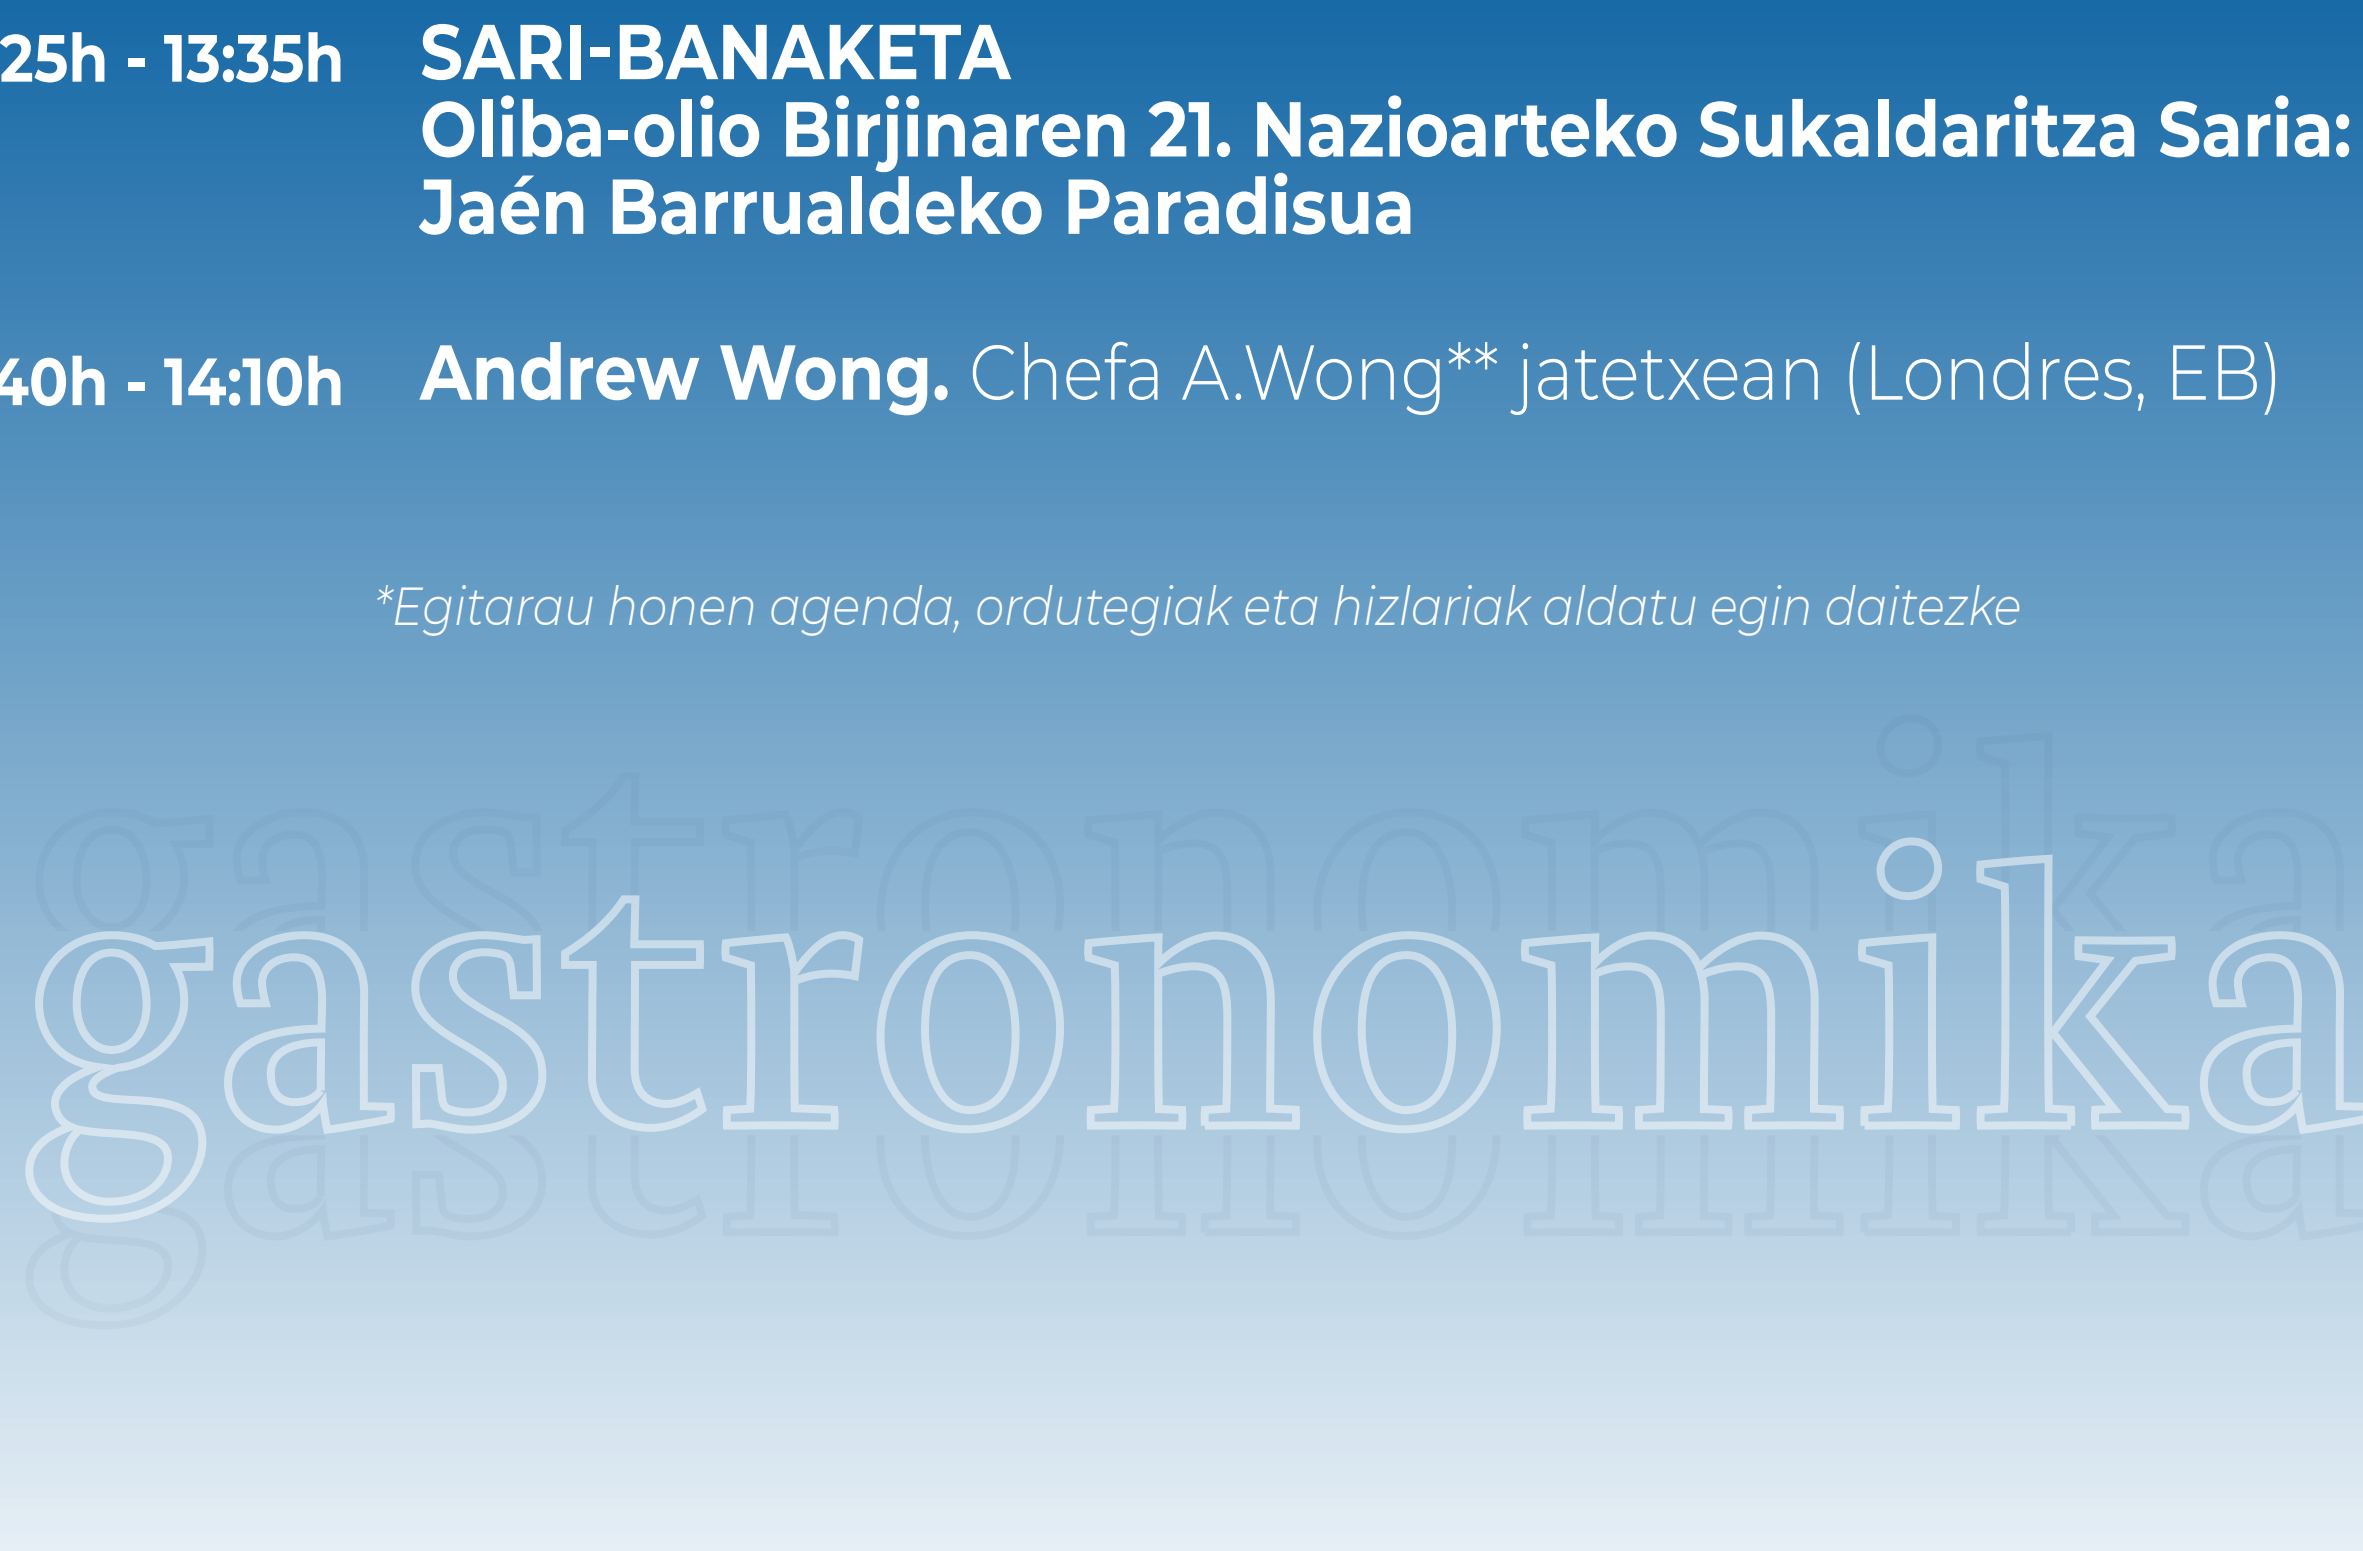 25h - 13:35h SARI-BANAKETA
Oliba-olio Birjinaren 21. Nazioarteko Sukaldaritza Saria:
Jaén Barrualdeko Paradisua
40h - 14:10h Andrew Wong. Chefa A.Wong** jatetxean (Londres, EB)
*Egitarau honen agenda, ordutegiak eta hizlariak aldatu egin daitezke
gastronomika
gastronomika
gastronomika